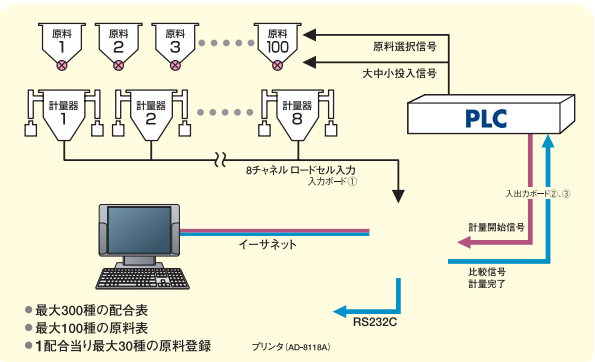 原料
1
原料
2
原料
3
原料
100
原料選択信号
大中小投入信号
計量器
1
計量器
2
計量器
8
PLC
8チャネル ロードセル入力
入力ボード①
入出力ボード②、③
計量開始信号
イーサネット
比較信号
計量完了
RS232C
最大300種の配合表
最大100種の原料表
1配合当り最大30種の原料登録
プリンタ(AD-8118A)